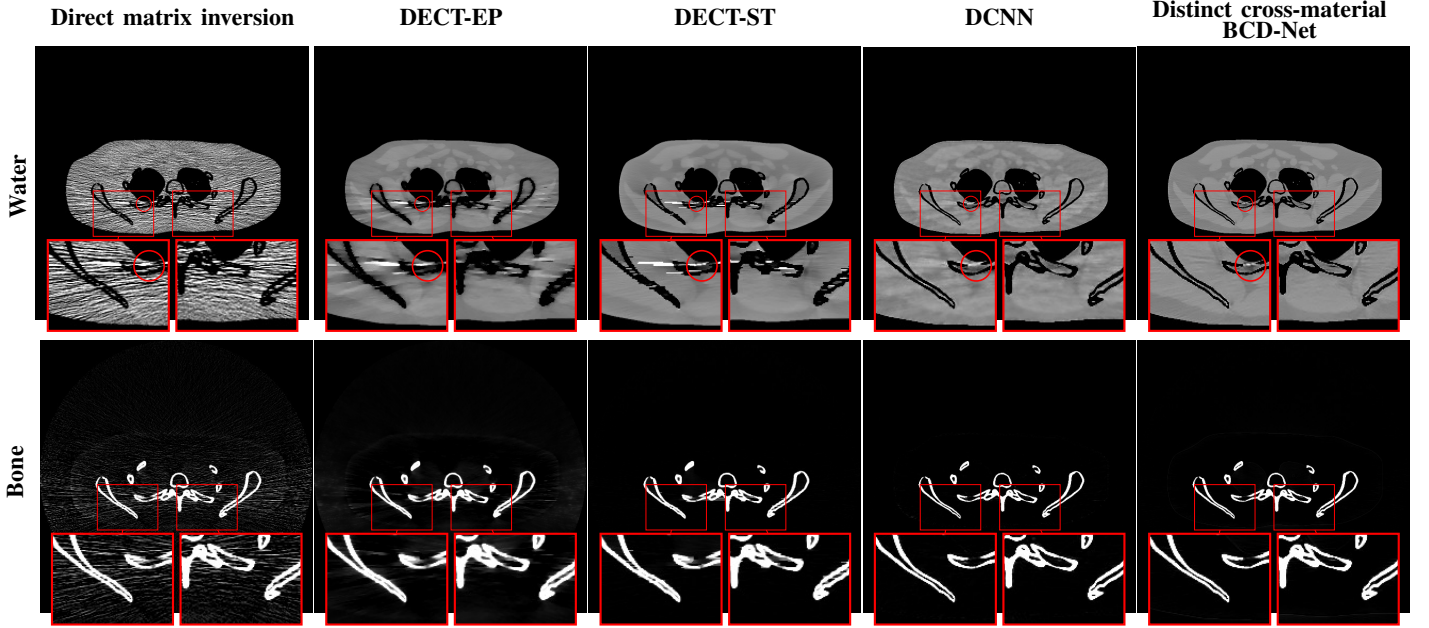 Direct matrix inversion
DECT-EP
DECT-ST
DCNN
Distinct cross-material
BCD-Net
Water
Bone